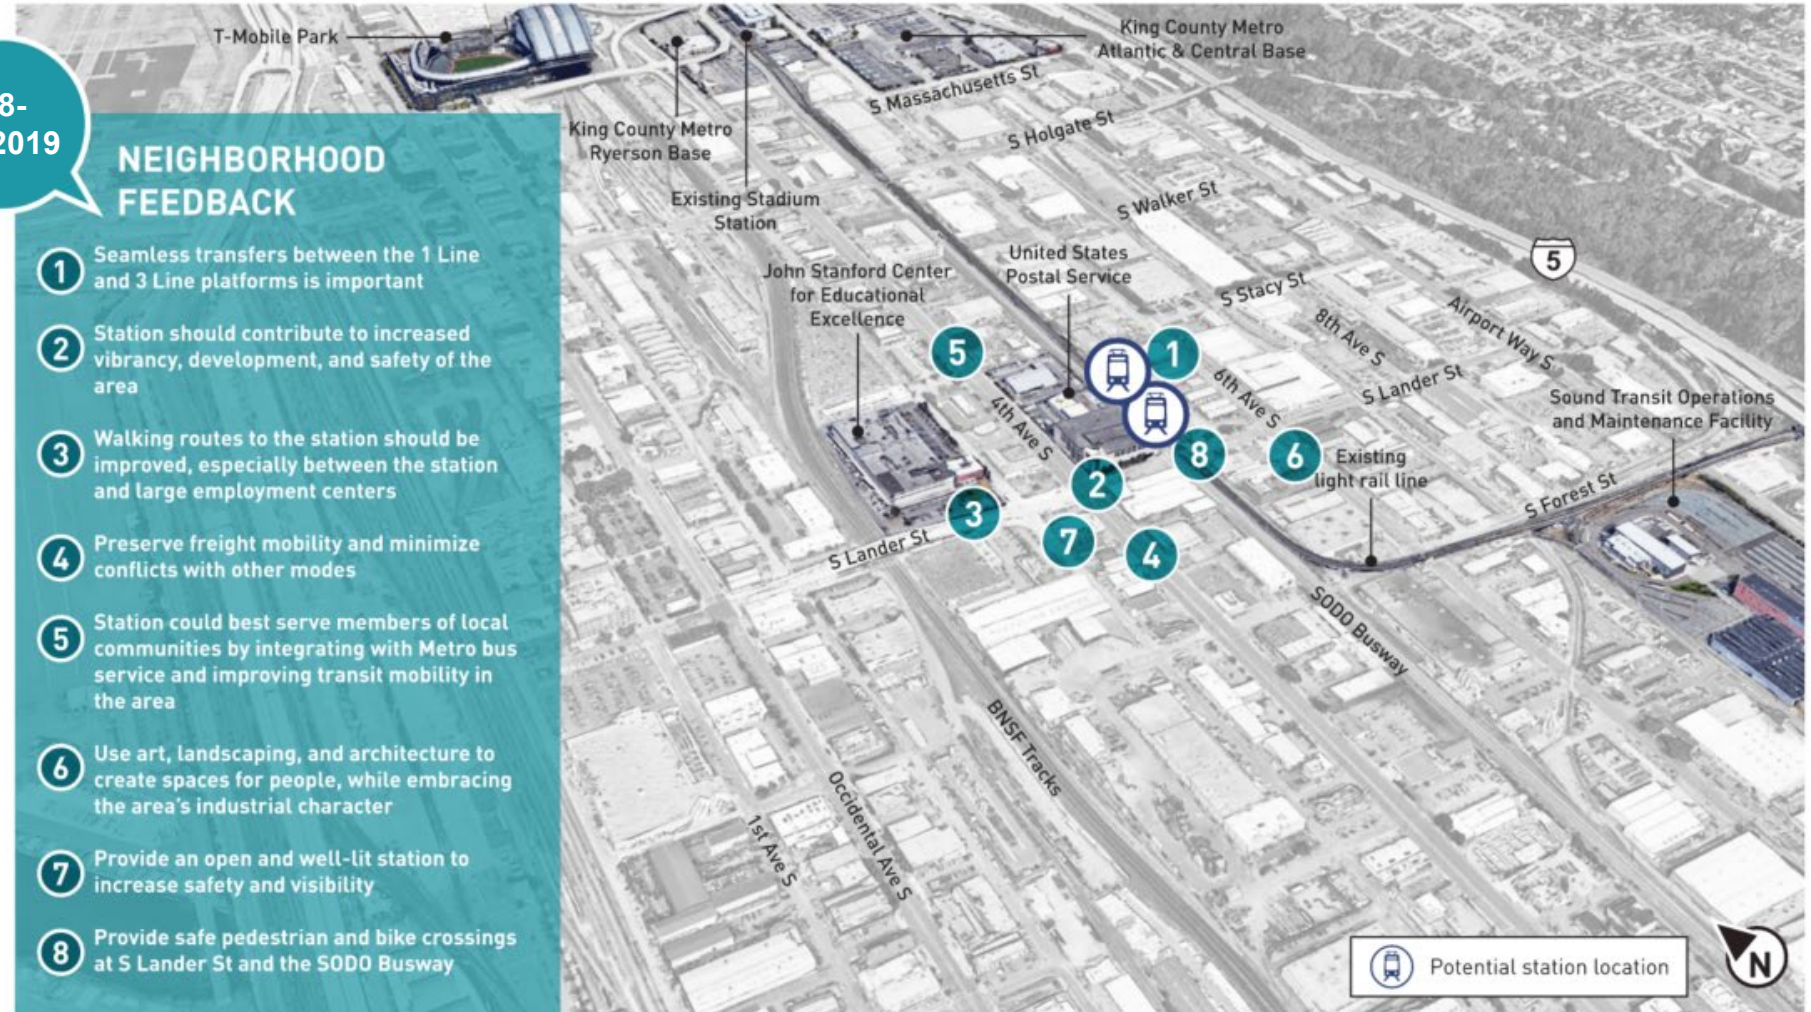 8-
2019
NEIGHBORHOOD
FEEDBACK
1
Seamless transfers between the 1 Line
and 3 Line platforms is important
2
Station should contribute to increased
vibrancy, development, and safety of the
area
3
Walking routes to the station should be
improved, especially between the station
and large employment centers
4
Preserve freight mobility and minimize
conflicts with other modes
5
Station could best serve members of local
communities by integrating with Metro bus
service and improving transit mobility in
the area
6
Use art, landscaping, and architecture to
create spaces for people, while embracing
the area's industrial character
7
Provide an open and well-lit station to
increase safety and visibility
8
Provide safe pedestrian and bike crossings
at S Lander St and the SODO Busway
T-Mobile Park
King County Metro
Atlantic & Central Base
S Massachusetts St
King County Metro
Ryerson Base
S Holgate St
Existing Stadium
Station
S Walker St
United States
Postal Service
John Stanford Center
for Educational
Excellence
5
S Stacy St
8th Ave S
Airport Way S
5
1
6th Ave S
S Lander St
4th Ave S
Sound Transit Operations
and Maintenance Facility
8
6
Existing
light rail line
2
3
S Forest St
7
4
S Lander St
SODO Busway
BNSF Tracks
Occidental Ave S
1st Ave S
Potential station location
N